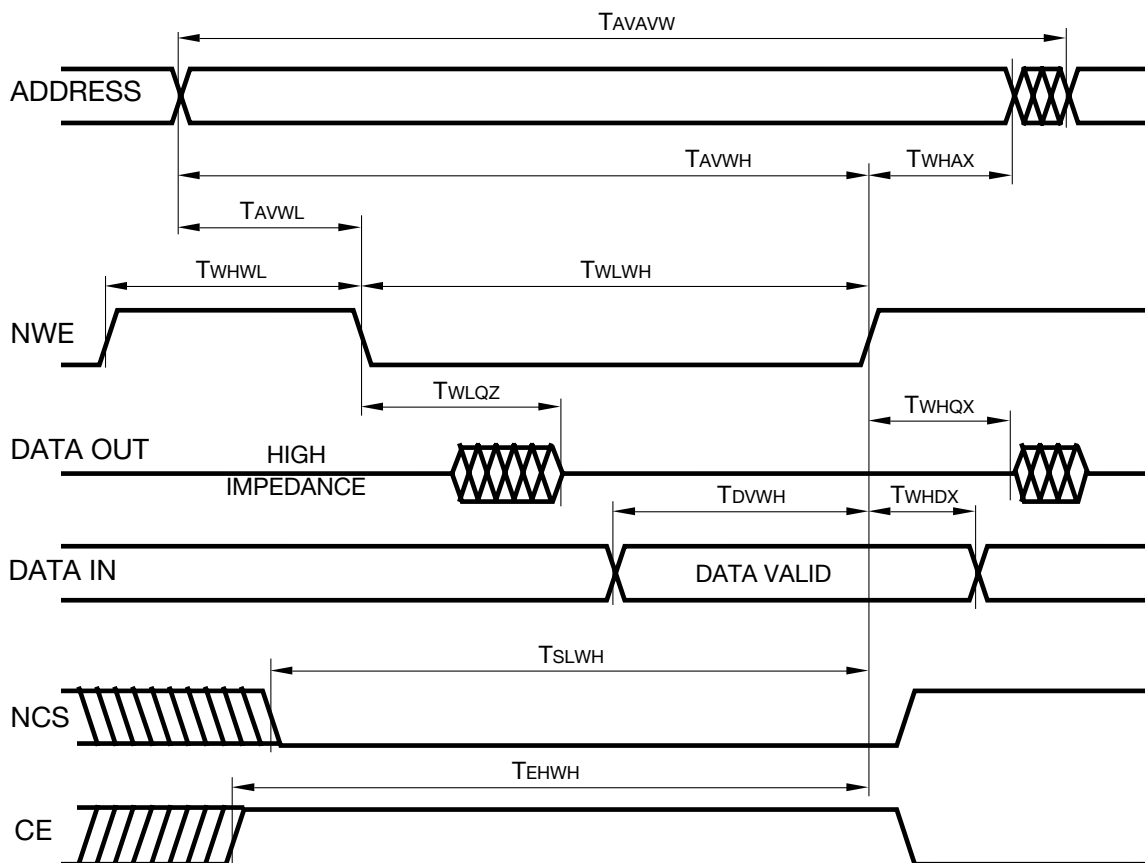 TAVAVW
ADDRESS
TAVWH TWHAX
TAVWL
TWHWL TWLWH
NWE
TWLQZ TWHQX
DATA OUT HIGH IMPEDANCE
TDVWH TWHDX
DATA IN DATA VALID
TSLWH
NCS
TEHWH
CE